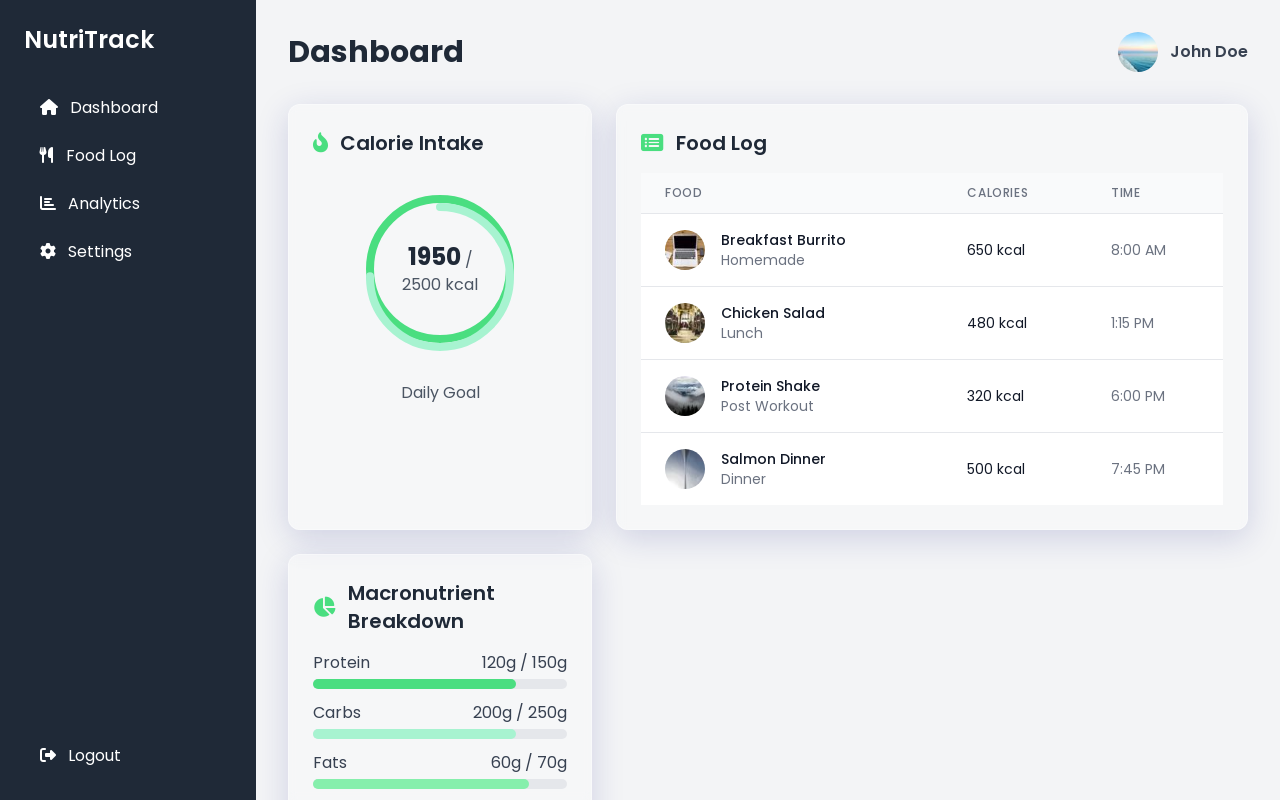 NutriTrack
Dashboard
Food Log
Analytics
Settings
Logout
Dashboard
John Doe
Calorie Intake
1950 /
2500 kcal
Daily Goal
Food Log
FOOD CALORIES TIME
Breakfast Burrito
Homemade
650 kcal
8:00 AM
Chicken Salad
Lunch
480 kcal
1:15 PM
Protein Shake
Post Workout
320 kcal
6:00 PM
Salmon Dinner
Dinner
500 kcal
7:45 PM
Macronutrient
Breakdown
Protein 120g / 150g
Carbs 200g / 250g
Fats 60g / 70g